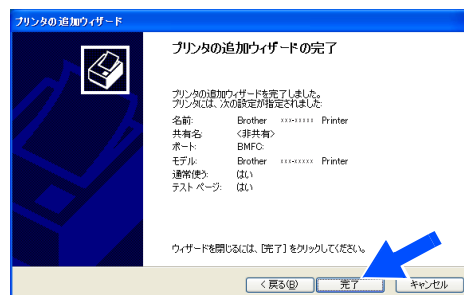 プリンタの追加ウィザード
プリンタの追加ウィザードの完了
プリンタの追加ウィザードを完了しました。
プリンタには、次の設定が指定されました:
名前: Brother xxx-xxxxx Printer
共有名: <非共有>
ポート: BMFC:
モデル: Brother xxx-xxxxx Printer
通常使う: はい
テスト ページ: はい
ウィザードを閉じるには、[完了] をクリックしてください。
< 戻る(B)
完了
キャンセル